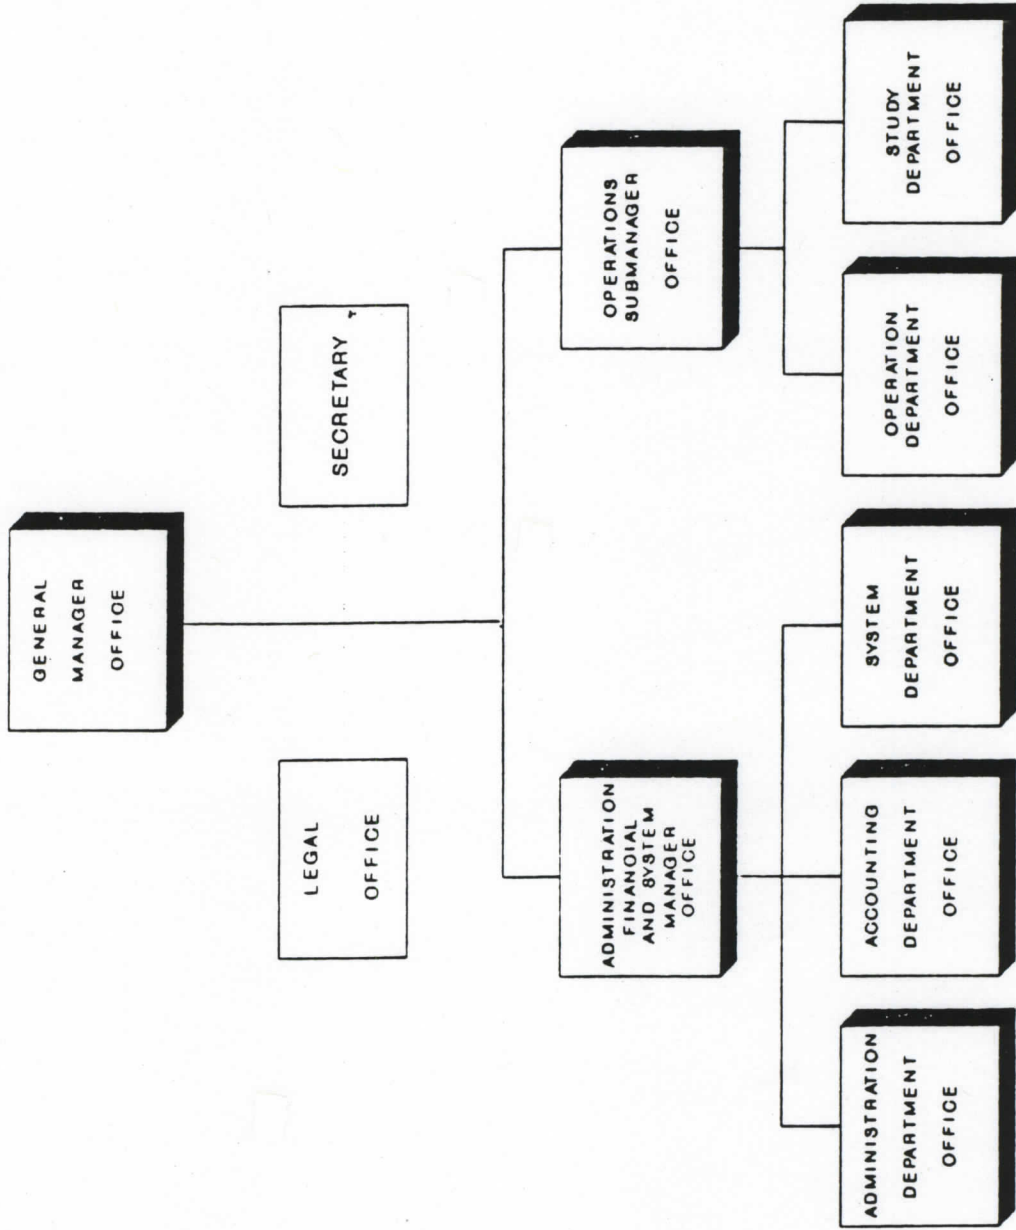 GENERAL
MANAGER
OFFICE
LEGAL
OFFICE
SECRETARY
ADMINISTRATION
FINANCIAL
AND SYSTEM
MANAGER
OFFICE
OPERATIONS
SUBMANAGER
OFFICE
ADMINISTRATION
DEPARTMENT
OFFICE
ACCOUNTING
DEPARTMENT
OFFICE
SYSTEM
DEPARTMENT
OFFICE
OPERATION
DEPARTMENT
OFFICE
STUDY
DEPARTMENT
OFFICE